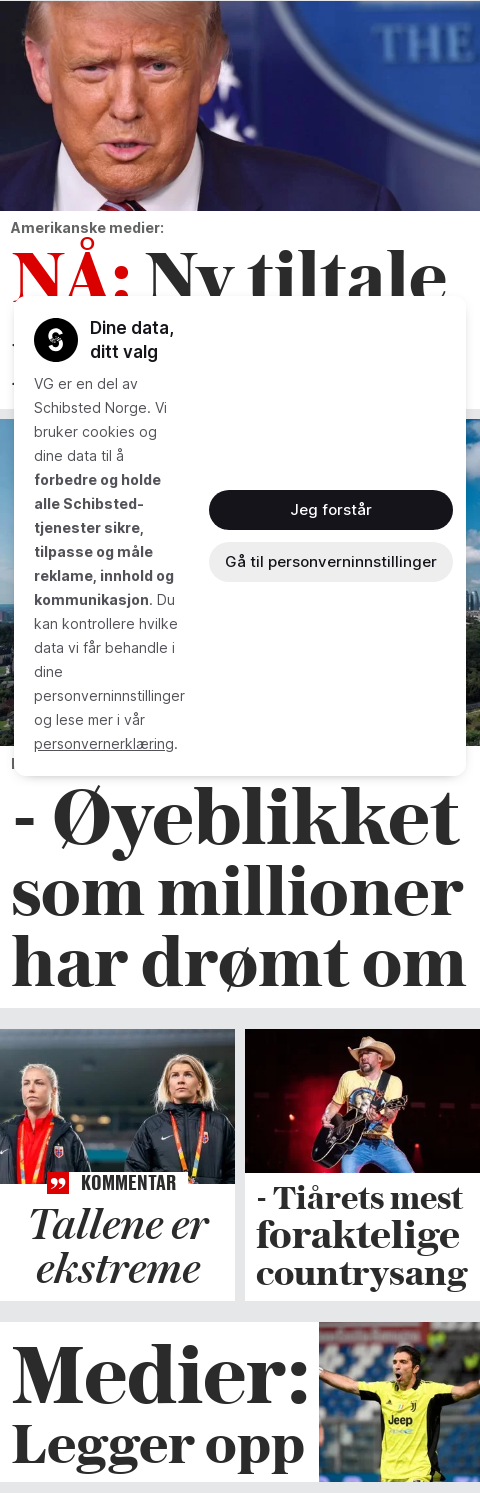 THE
Amerikanske medier:
NÅ: Ny tiltale
Dine data,
ditt valg
VG er en del av
Schibsted Norge. Vi
bruker cookies og
dine data til å
forbedre og holde
alle Schibsted-
tjenester sikre,
tilpasse og måle
reklame, innhold og
kommunikasjon. Du
kan kontrollere hvilke
data vi får behandle i
dine
personverninnstillinger
og lese mer i vår
personvernerklæring.
Jeg forstår
Gå til personverninnstillinger
- Øyeblikket
som millioner
har drømt om
KOMMENTAR
Tallene er
ekstreme
- Tiårets mest
foraktelige
countrysang
Medier:
Legger opp
Jeep